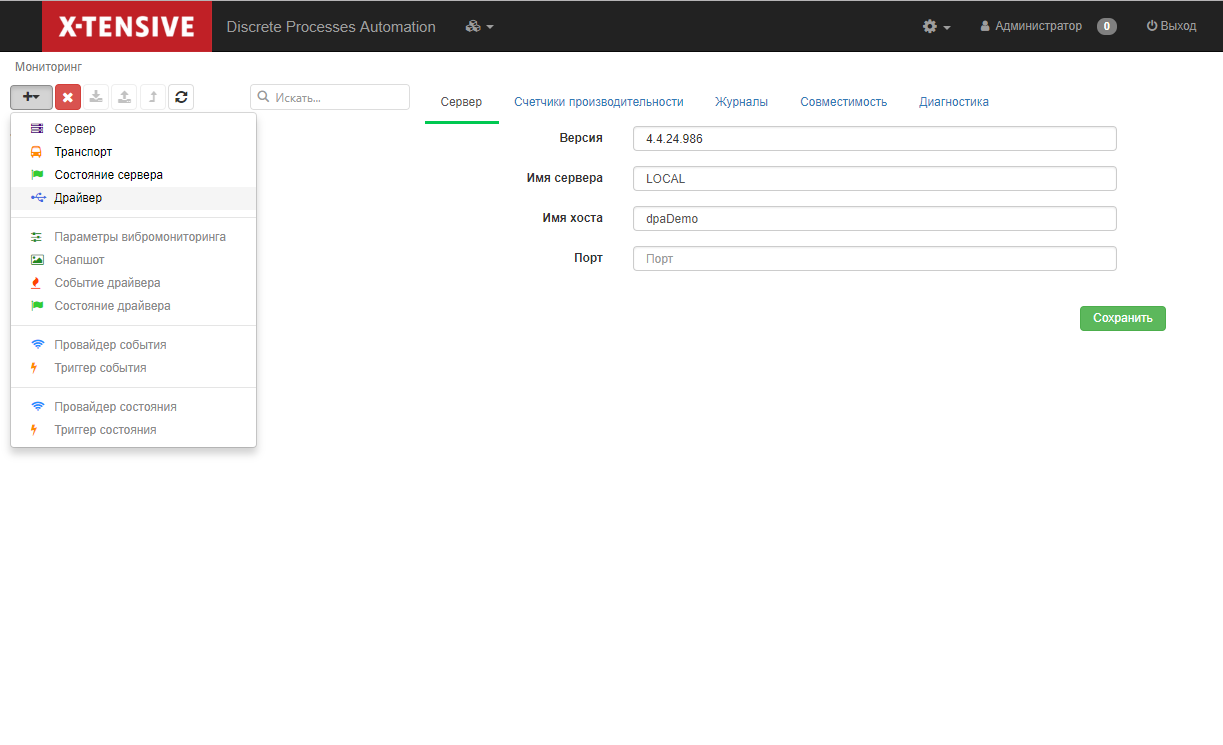 X-TENSIVE
Discrete Processes Automation
Администратор
0
Выход
Мониторинг
Искать...
Сервер
Счетчики производительности
Журналы
Совместимость
Диагностика
Сервер
Транспорт
Состояние сервера
Драйвер
Параметры вибромониторинга
Снапшот
Событие драйвера
Состояние драйвера
Провайдер события
Триггер события
Провайдер состояния
Триггер состояния
Версия
4.4.24.986
Имя сервера
LOCAL
Имя хоста
dpaDemo
Порт
Порт
Сохранить